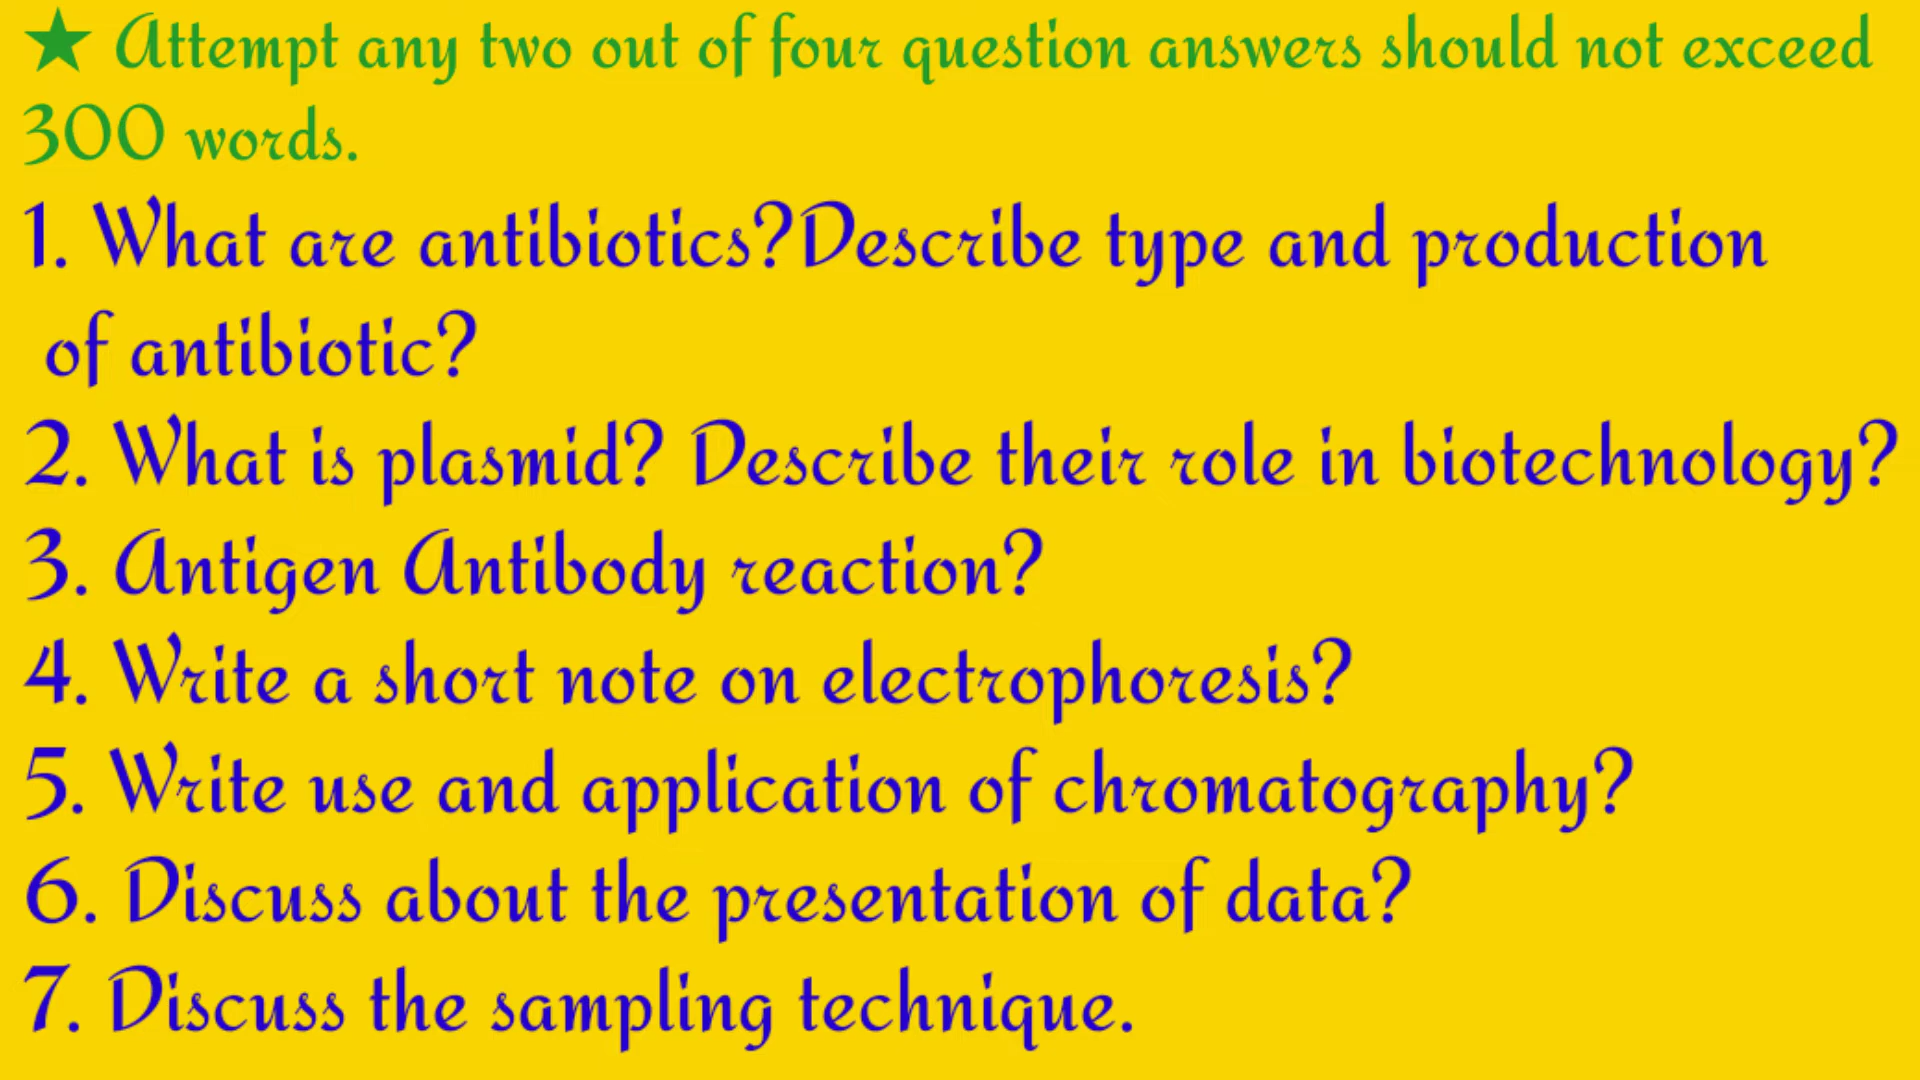 ★ Attempt any two out of four question answers should not exceed
300 words.
1. What are antibiotics?Describe type and production
of antibiotic?
2. What is plasmid? Describe their role in biotechnology?
3. Antigen Antibody reaction?
4. Write a short note on electrophoresis?
5. Write use and application of chromatography?
6. Discuss about the presentation of data?
7. Discuss the sampling technique.